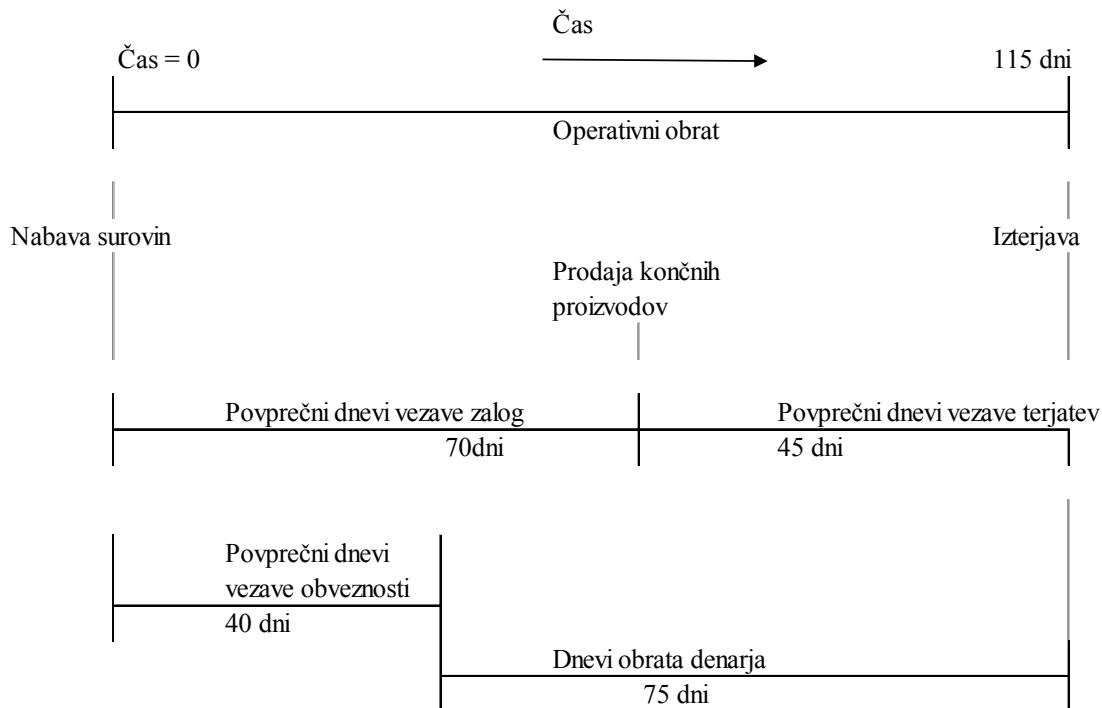 Čas
Čas = 0
115 dni
Operativni obrat
Nabava surovin
Izterjava
Prodaja končnih
proizvodov
Povprečni dnevi vezave zalog
Povprečni dnevi vezave terjatev
70dni
45 dni
Povprečni dnevi
vezave obveznosti
40 dni
Dnevi obrata denarja
75 dni